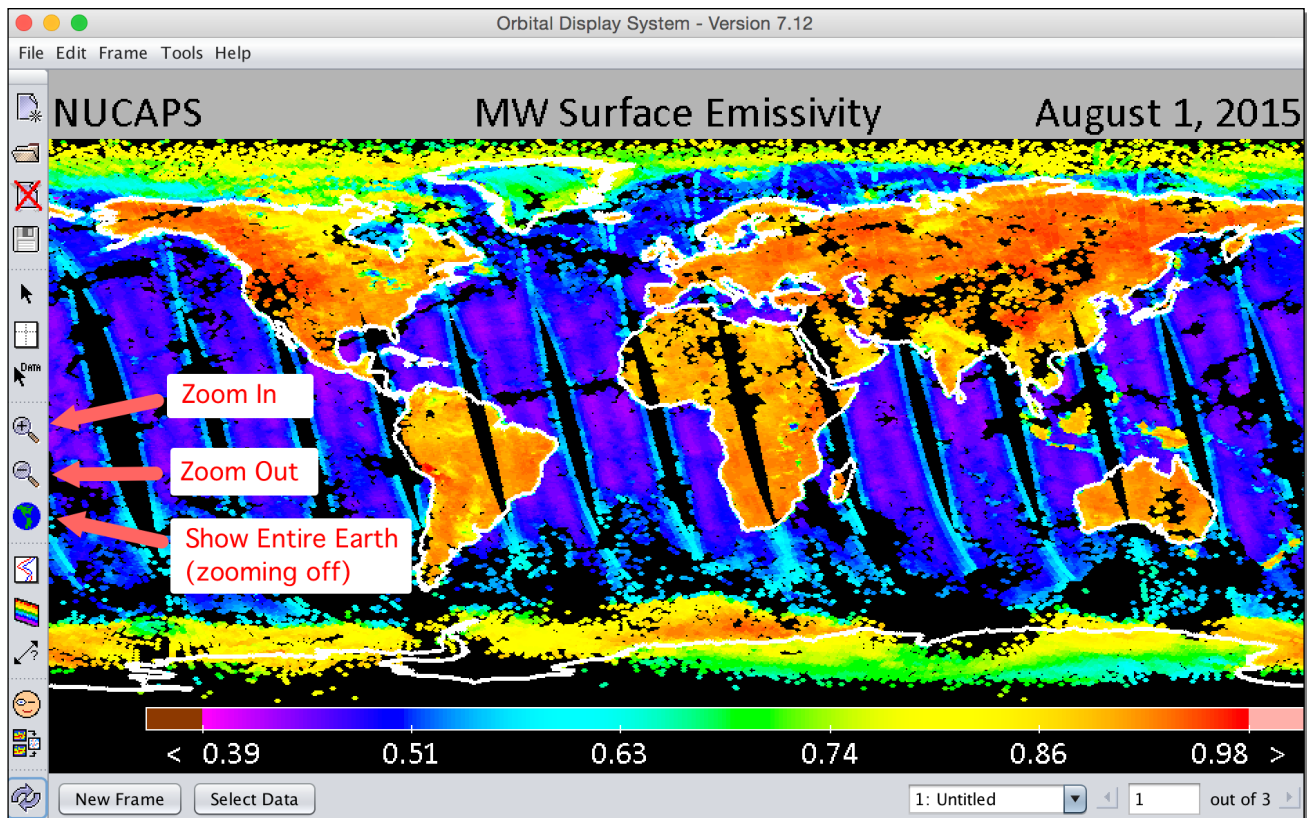 Orbital Display System - Version 7.12
File Edit Frame Tools Help
NUCAPS MW Surface Emissivity August 1, 2015
DATA
Zoom In
Zoom Out
Show Entire Earth
(zooming off)
?
< 0.39 0.51 0.63 0.74 0.86 0.98 >
New Frame Select Data 1: Untitled 1 out of 3